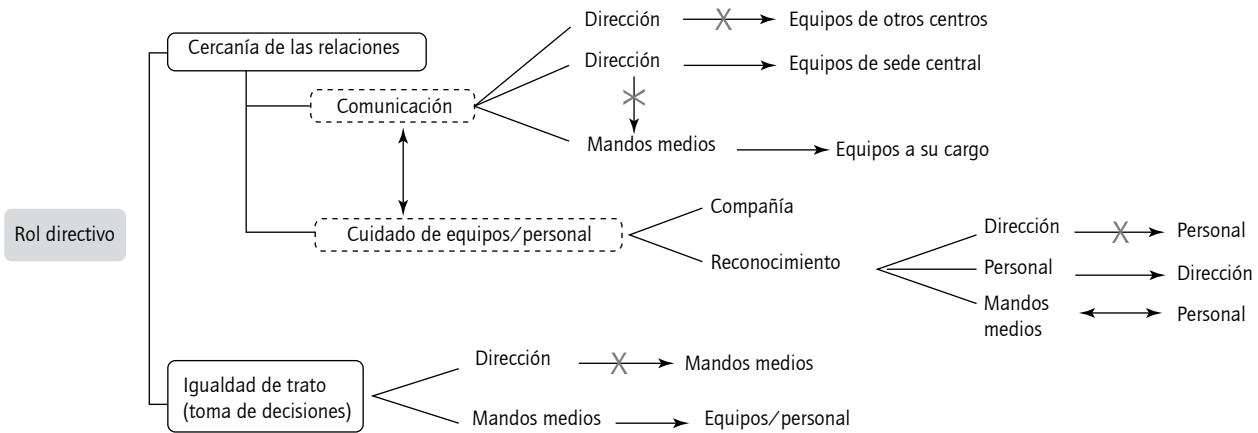 Dirección
Equipos de otros centros
Cercanía de las relaciones
Dirección
Equipos de sede central
Comunicación
Mandos medios
Equipos a su cargo
Rol directivo
Cuidado de equipos/personal
Compañía
Reconocimiento
Dirección
Personal
Personal
Dirección
Mandos
medios
Personal
Igualdad de trato
(toma de decisiones)
Dirección
Mandos medios
Mandos medios
Equipos/personal